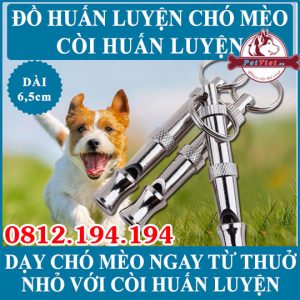 ĐỒ HUẤN LUYỆN CHÓ MÈO
CÒI HUẤN LUYỆN
PetViet.vn
DÀI
6,5cm
0812.194.194
DẠY CHÓ MÈO NGAY TỪ THUỞ
NHỎ VỚI CÒI HUẤN LUYỆN